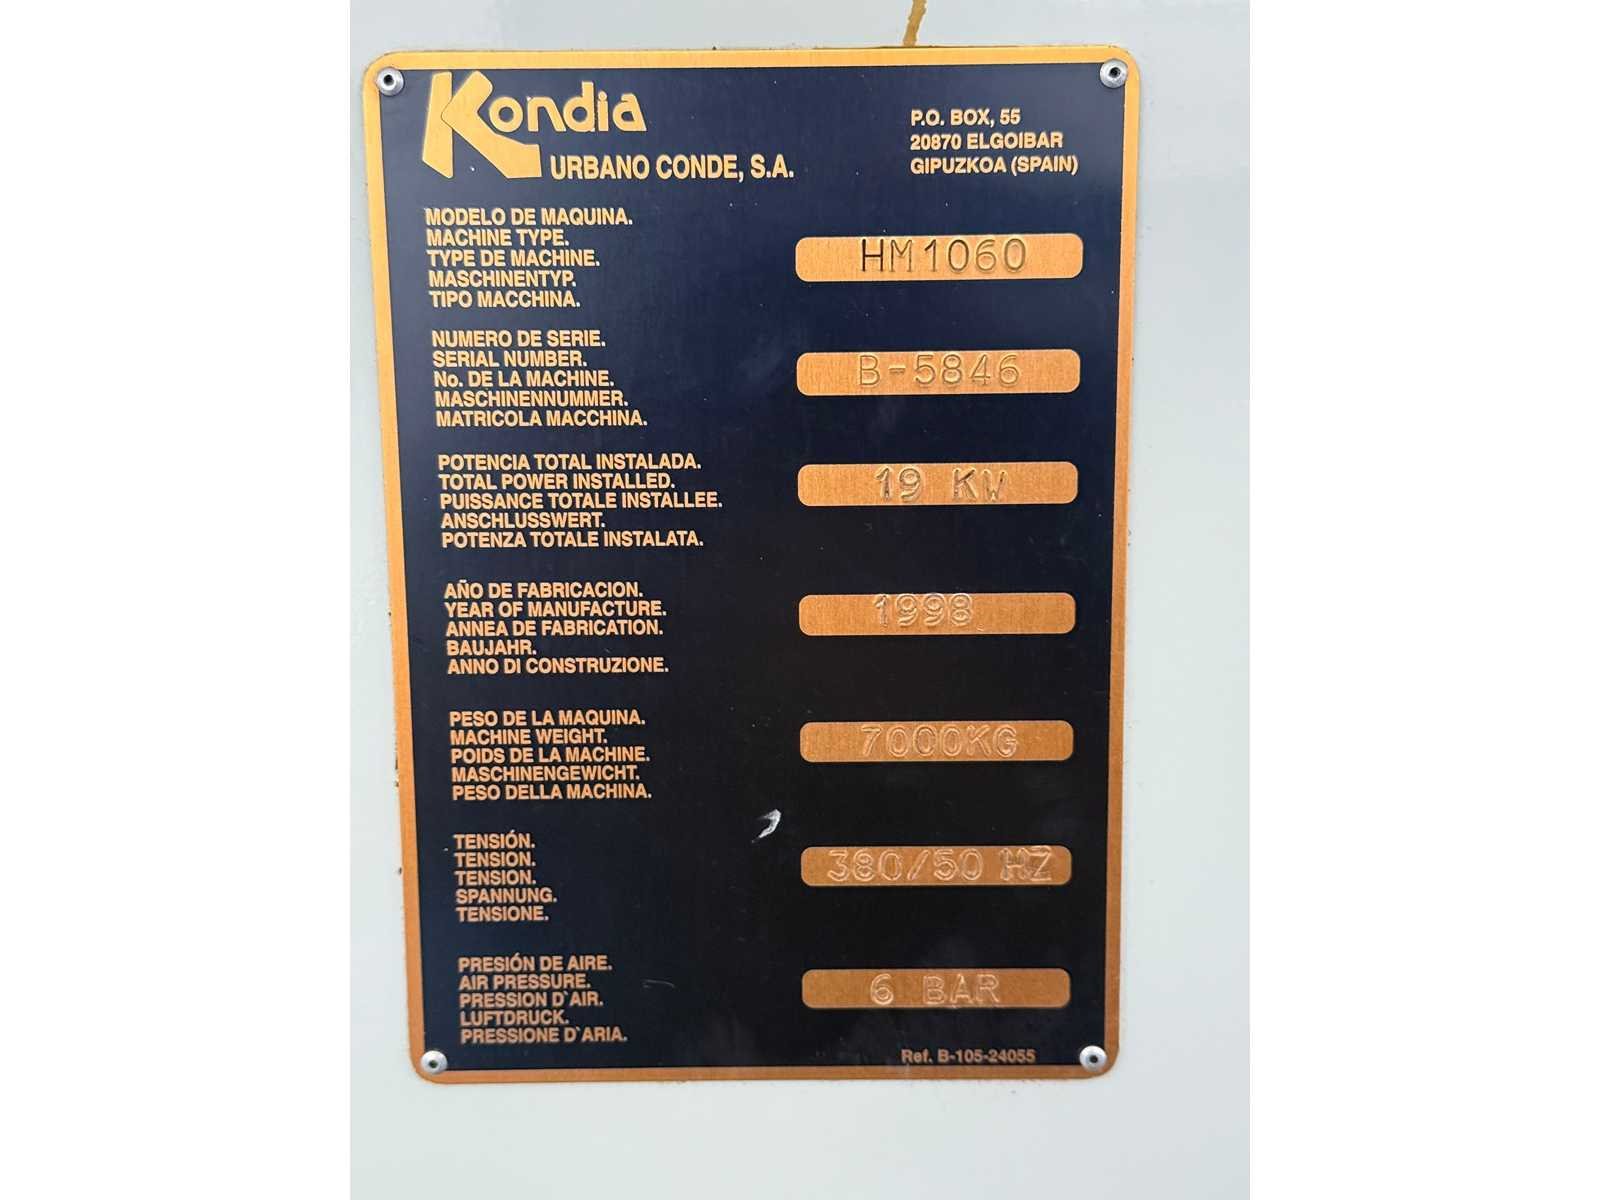 Kondia
URBANO CONDE, S.A.
P.O. BOX, 55
20870 ELGOIBAR
GIPUZKOA (SPAIN)
MODELO DE MAQUINA.
MACHINE TYPE.
TYPE DE MACHINE.
MASCHINENTYP.
TIPO MACCHINA.
HM1060
NUMERO DE SERIE.
SERIAL NUMBER.
No. DE LA MACHINE.
MASCHINENNUMMER.
MATRICOLA MACCHINA.
B-5846
POTENCIA TOTAL INSTALADA.
TOTAL POWER INSTALLED.
PUISSANCE TOTALE INSTALLEE.
ANSCHLUSSWERT.
POTENZA TOTALE INSTALATA.
19 KW
AÑO DE FABRICACION.
YEAR OF MANUFACTURE.
ANNEA DE FABRICATION.
BAUJAHR.
ANNO DI CONSTRUZIONE.
1998
PESO DE LA MAQUINA.
MACHINE WEIGHT.
POIDS DE LA MACHINE.
MASCHINENGEWICHT.
PESO DELLA MACHINA.
7000KG
TENSIÓN.
TENSION.
TENSION.
SPANNUNG.
TENSIONE.
380/50 HZ
PRESIÓN DE AIRE.
AIR PRESSURE.
PRESSION D`AIR.
LUFTDRUCK.
PRESSIONE D`ARIA.
6 BAR
Ref. B-105-24055